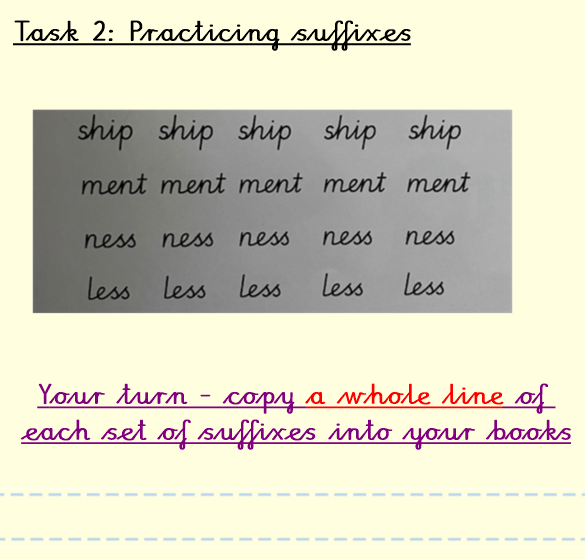 Task 2: Practicing suffixes
ship ship ship ship ship
ment ment ment ment ment
ness ness ness ness ness
less less less less less
Your turn - copy a whole line of
each set of suffixes into your books